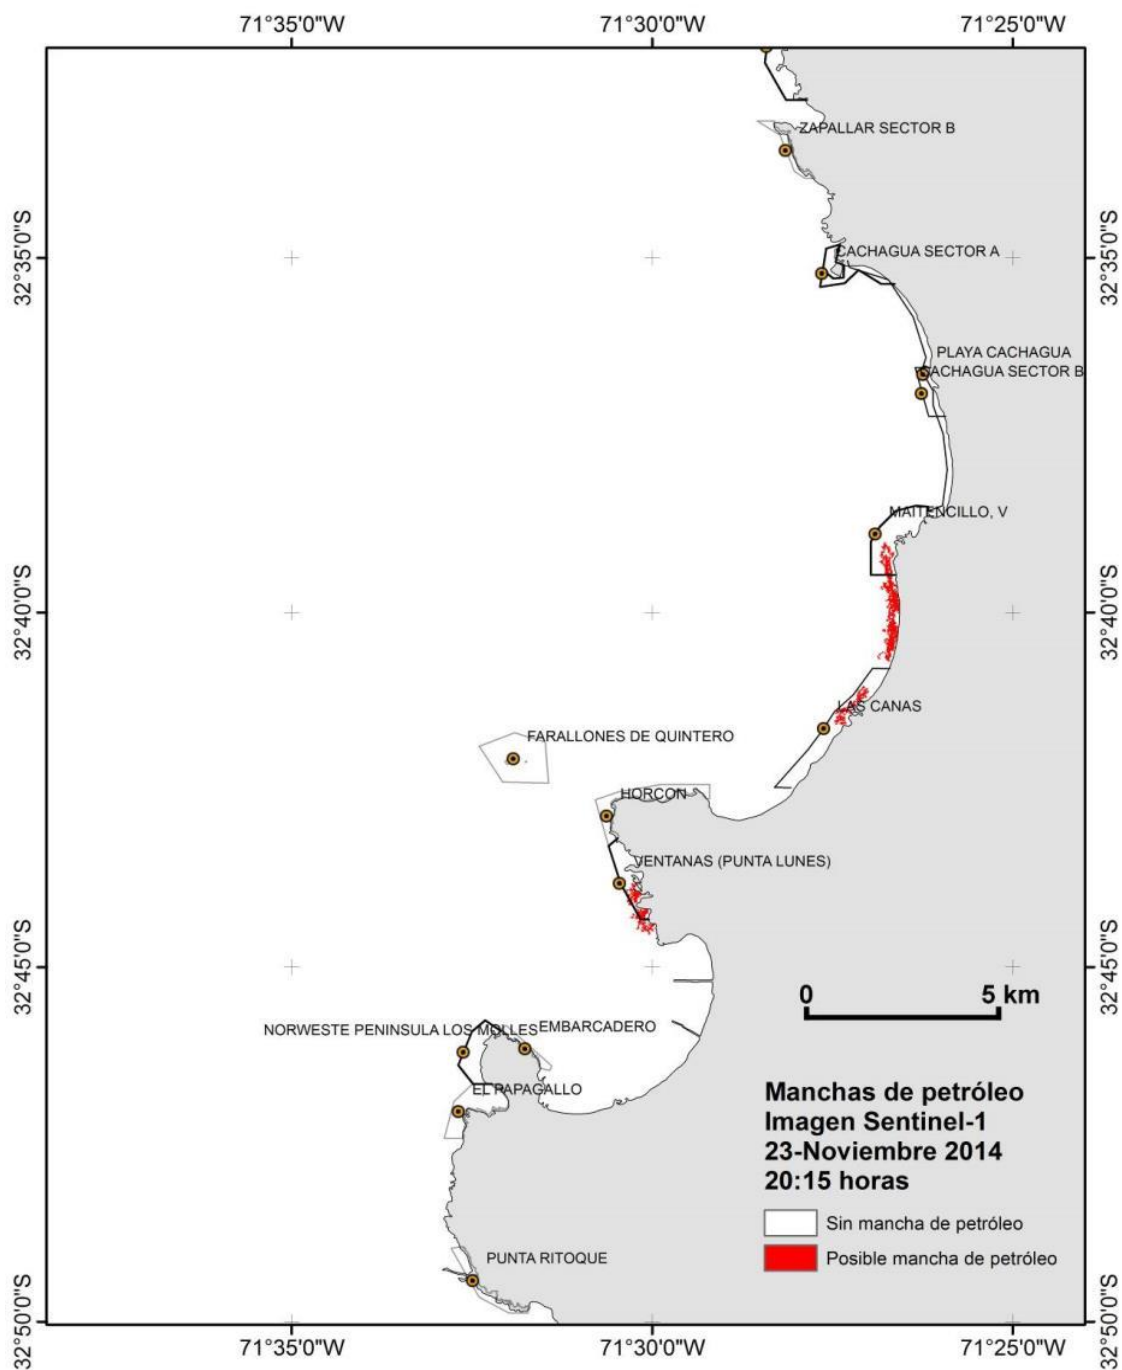 71°35'0"W
71°30'0"W
71°25'0"W
ZAPALLAR SECTOR B
32°35'0"S
CACHAGUA SECTOR A
32°35'0"S
PLAYA CACHAGUA
CACHAGUA SECTOR B
MAITENCILLO, V
32°40'0"S
32°40'0"S
LAS CANAS
FARALLONES DE QUINTERO
HORCON
VENTANAS (PUNTA LUNES)
32°45'0"S
32°45'0"S
0 5 km
NORWESTE PENINSULA LOS MOLLES
EMBARCADERO
EL PAPAGALLO
Manchas de petróleo
Imagen Sentinel-1
23-Noviembre 2014
20:15 horas
Sin mancha de petróleo
Posible mancha de petróleo
PUNTA RITOQUE
32°50'0"S
32°50'0"S
71°35'0"W
71°30'0"W
71°25'0"W